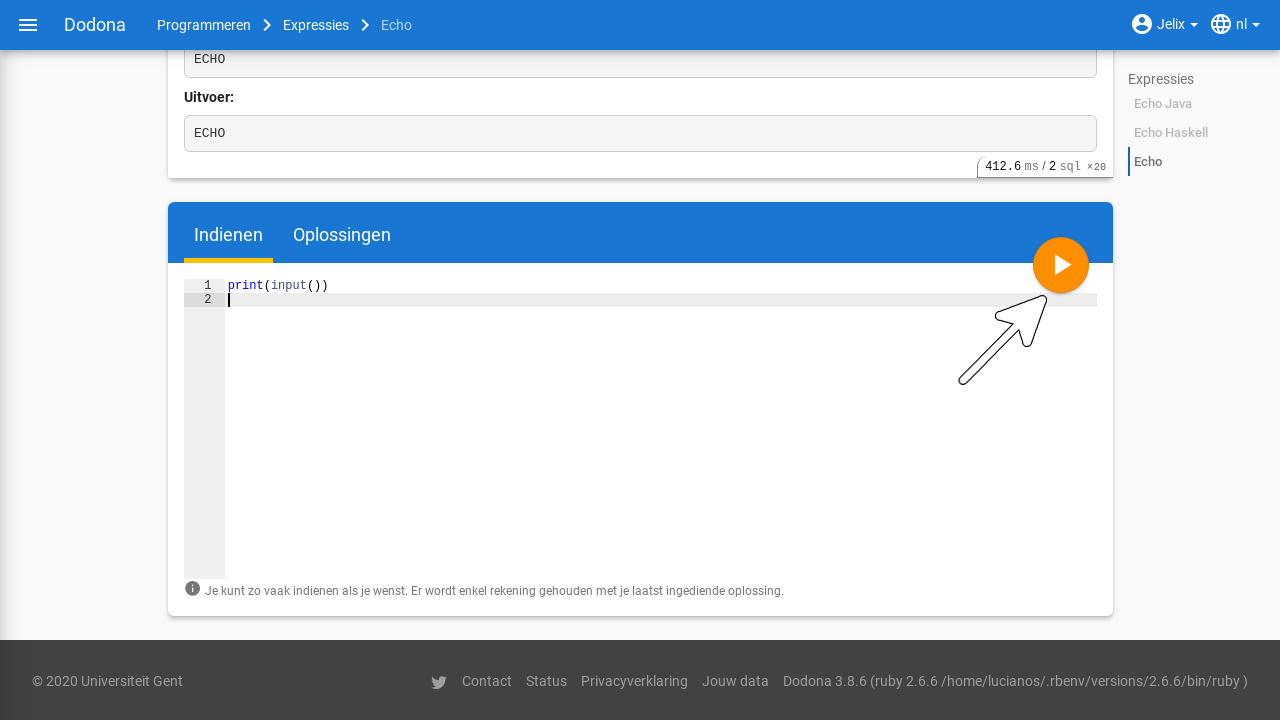 Dodona Programmeren Expressies Echo Jelix nl
ECHO
Uitvoer:
ECHO
412.6 ms / 2 sql ×20
Expressies
Echo Java
Echo Haskell
Echo
Indienen Oplossingen
1 print(input())
2
Je kunt zo vaak indienen als je wenst. Er wordt enkel rekening gehouden met je laatst ingediende oplossing.
© 2020 Universiteit Gent Contact Status Privacyverklaring Jouw data Dodona 3.8.6 (ruby 2.6.6 /home/lucianos/.rbenv/versions/2.6.6/bin/ruby )